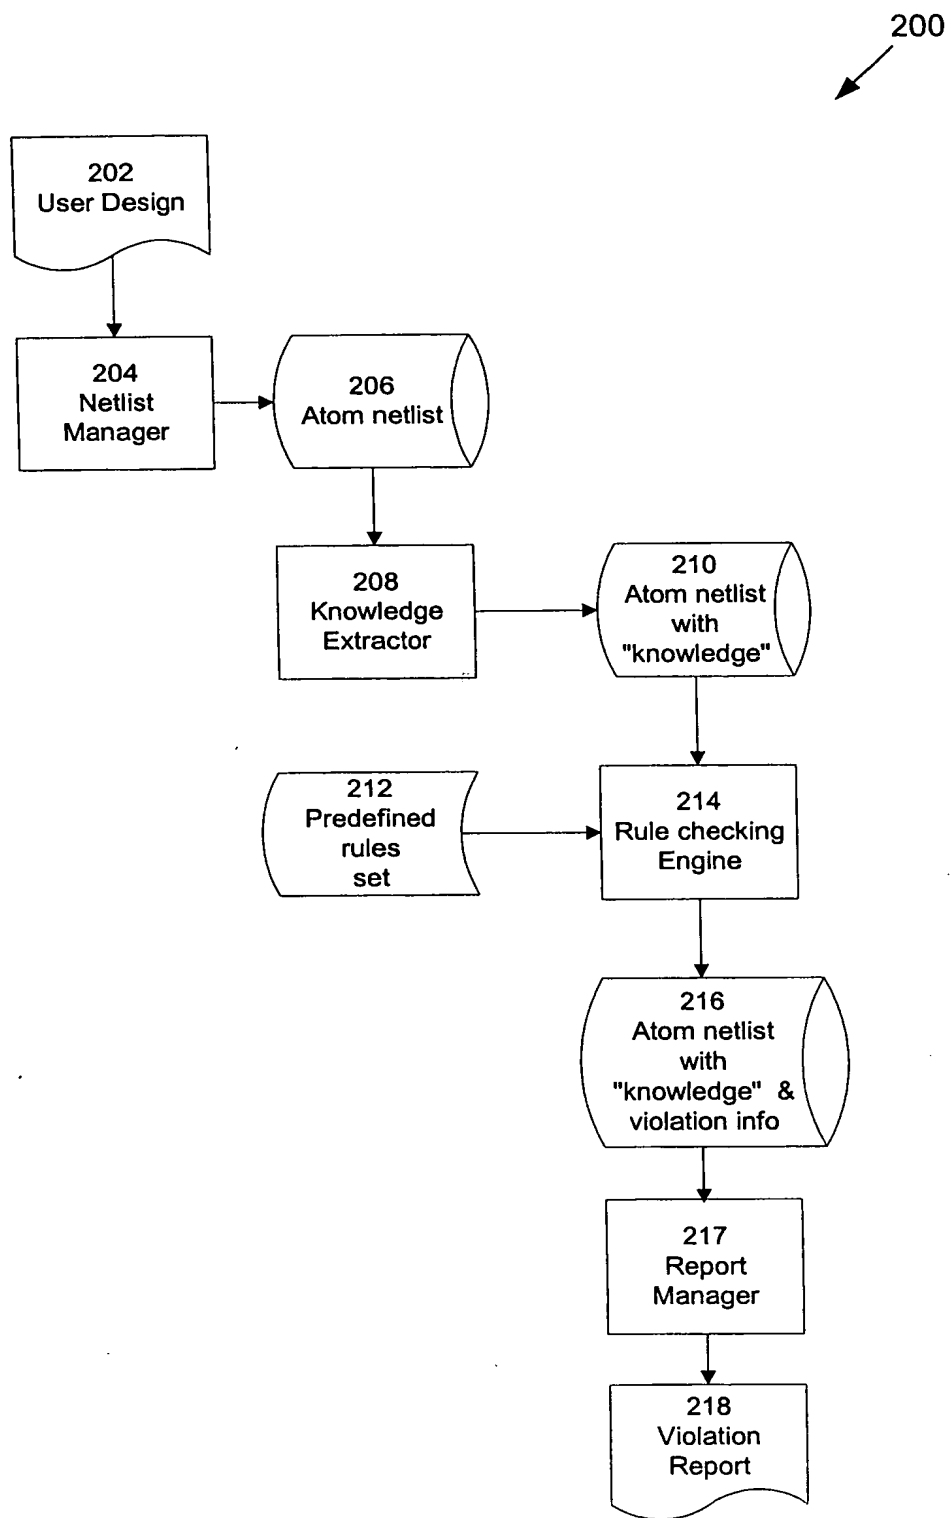 200
202
User Design
204
Netlist
Manager
206
Atom netlist
208
Knowledge
Extractor
210
Atom netlist
with
"knowledge"
212
Predefined
rules
set
214
Rule checking
Engine
216
Atom netlist
with
"knowledge" &
violation info
217
Report
Manager
218
Violation
Report